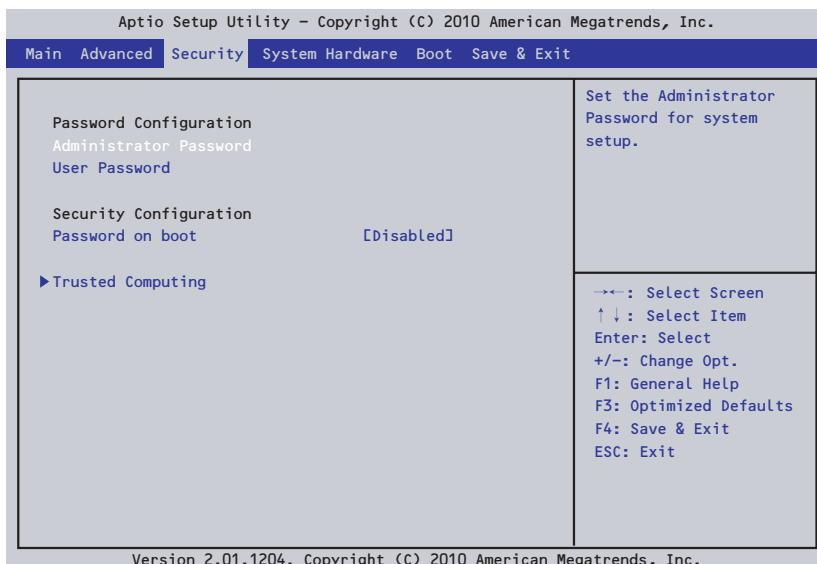 Aptio Setup Utility – Copyright (C) 2010 American Megatrends, Inc.
Main Advanced Security System Hardware Boot Save & Exit
Password Configuration
Administrator Password
User Password
Security Configuration
Password on boot [Disabled]
▶Trusted Computing
Set the Administrator
Password for system
setup.
→←: Select Screen
↑↓: Select Item
Enter: Select
+/–: Change Opt.
F1: General Help
F3: Optimized Defaults
F4: Save & Exit
ESC: Exit
Version 2.01.1204. Copyright (C) 2010 American Megatrends, Inc.